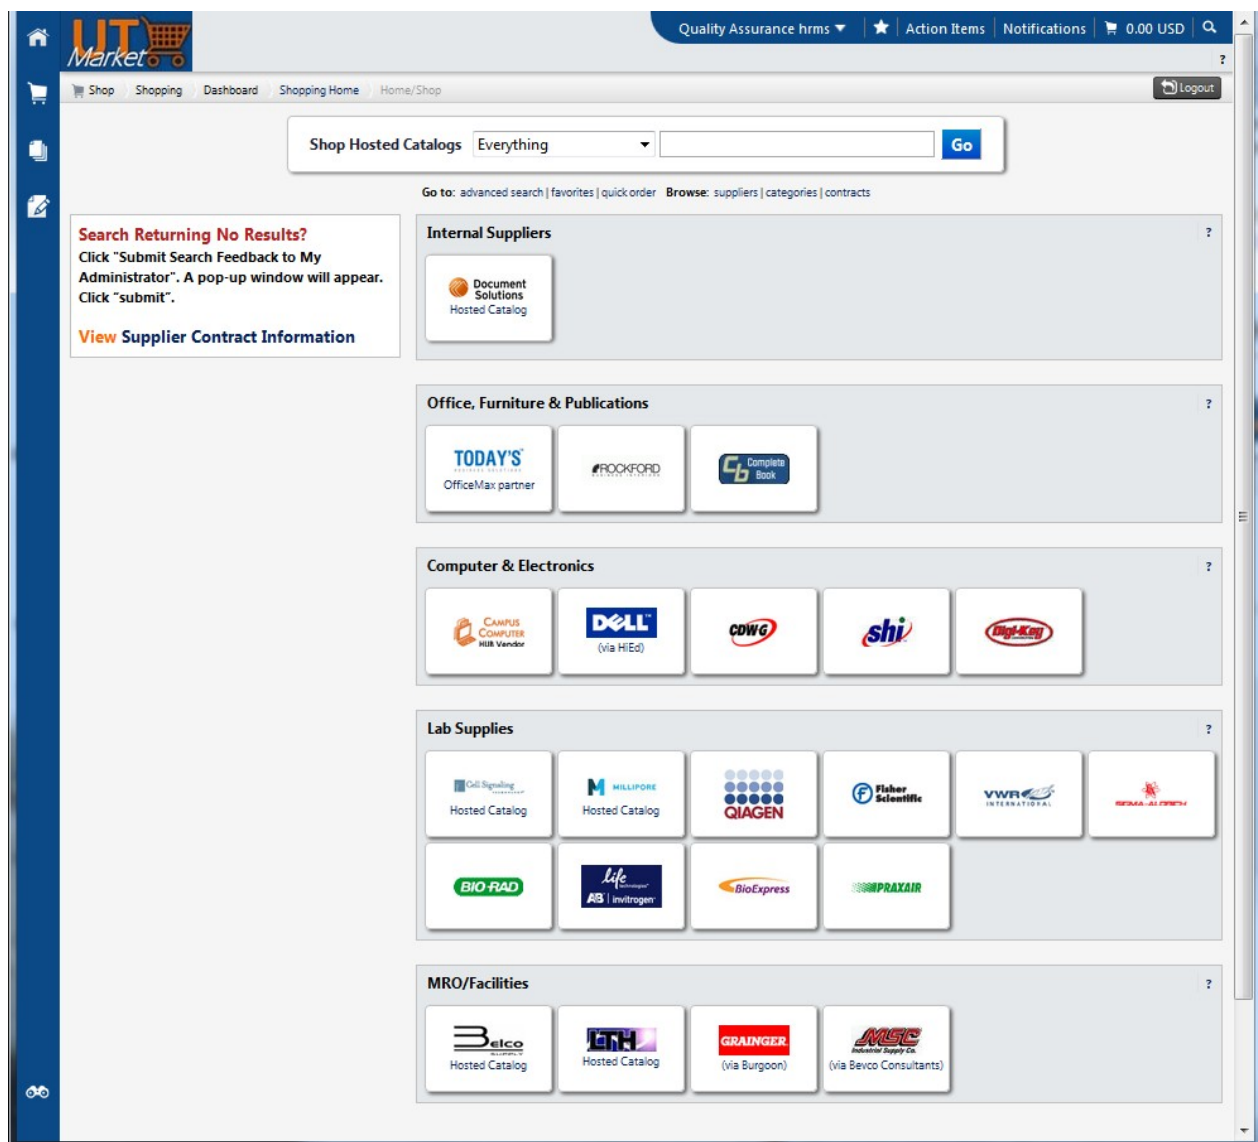 UT
Market
Quality Assurance hrms
Action Items
Notifications
0.00 USD
?
Shop Shopping Dashboard Shopping Home Home/Shop
Logout
Shop Hosted Catalogs Everything Go
Go to: advanced search | favorites | quick order Browse: suppliers | categories | contracts
Search Returning No Results?
Click "Submit Search Feedback to My
Administrator". A pop-up window will appear.
Click "submit".
View Supplier Contract Information
Internal Suppliers ?
Document
Solutions
Hosted Catalog
Office, Furniture & Publications ?
TODAY'S
OfficeMax partner
ROCKFORD
Cb Complete
Book
Computer & Electronics ?
CAMPUS
COMPUTER
HUB Vendor
DELL
(via HiEd)
CDWG
shi
Digi-Key
Lab Supplies ?
Cell Signaling
Hosted Catalog
M MILLIPORE
Hosted Catalog
QIAGEN
Fisher
Scientific
VWR
INTERNATIONAL
SIGMA-ALDRICH
BIO-RAD
life
technologies
AB | invitrogen
BioExpress
PRAXAIR
MRO/Facilities ?
Belco
SUPPLY
Hosted Catalog
LTH
Hosted Catalog
GRAINGER
(via Burgoon)
MSC
Industrial Supply Co.
(via Bevco Consultants)